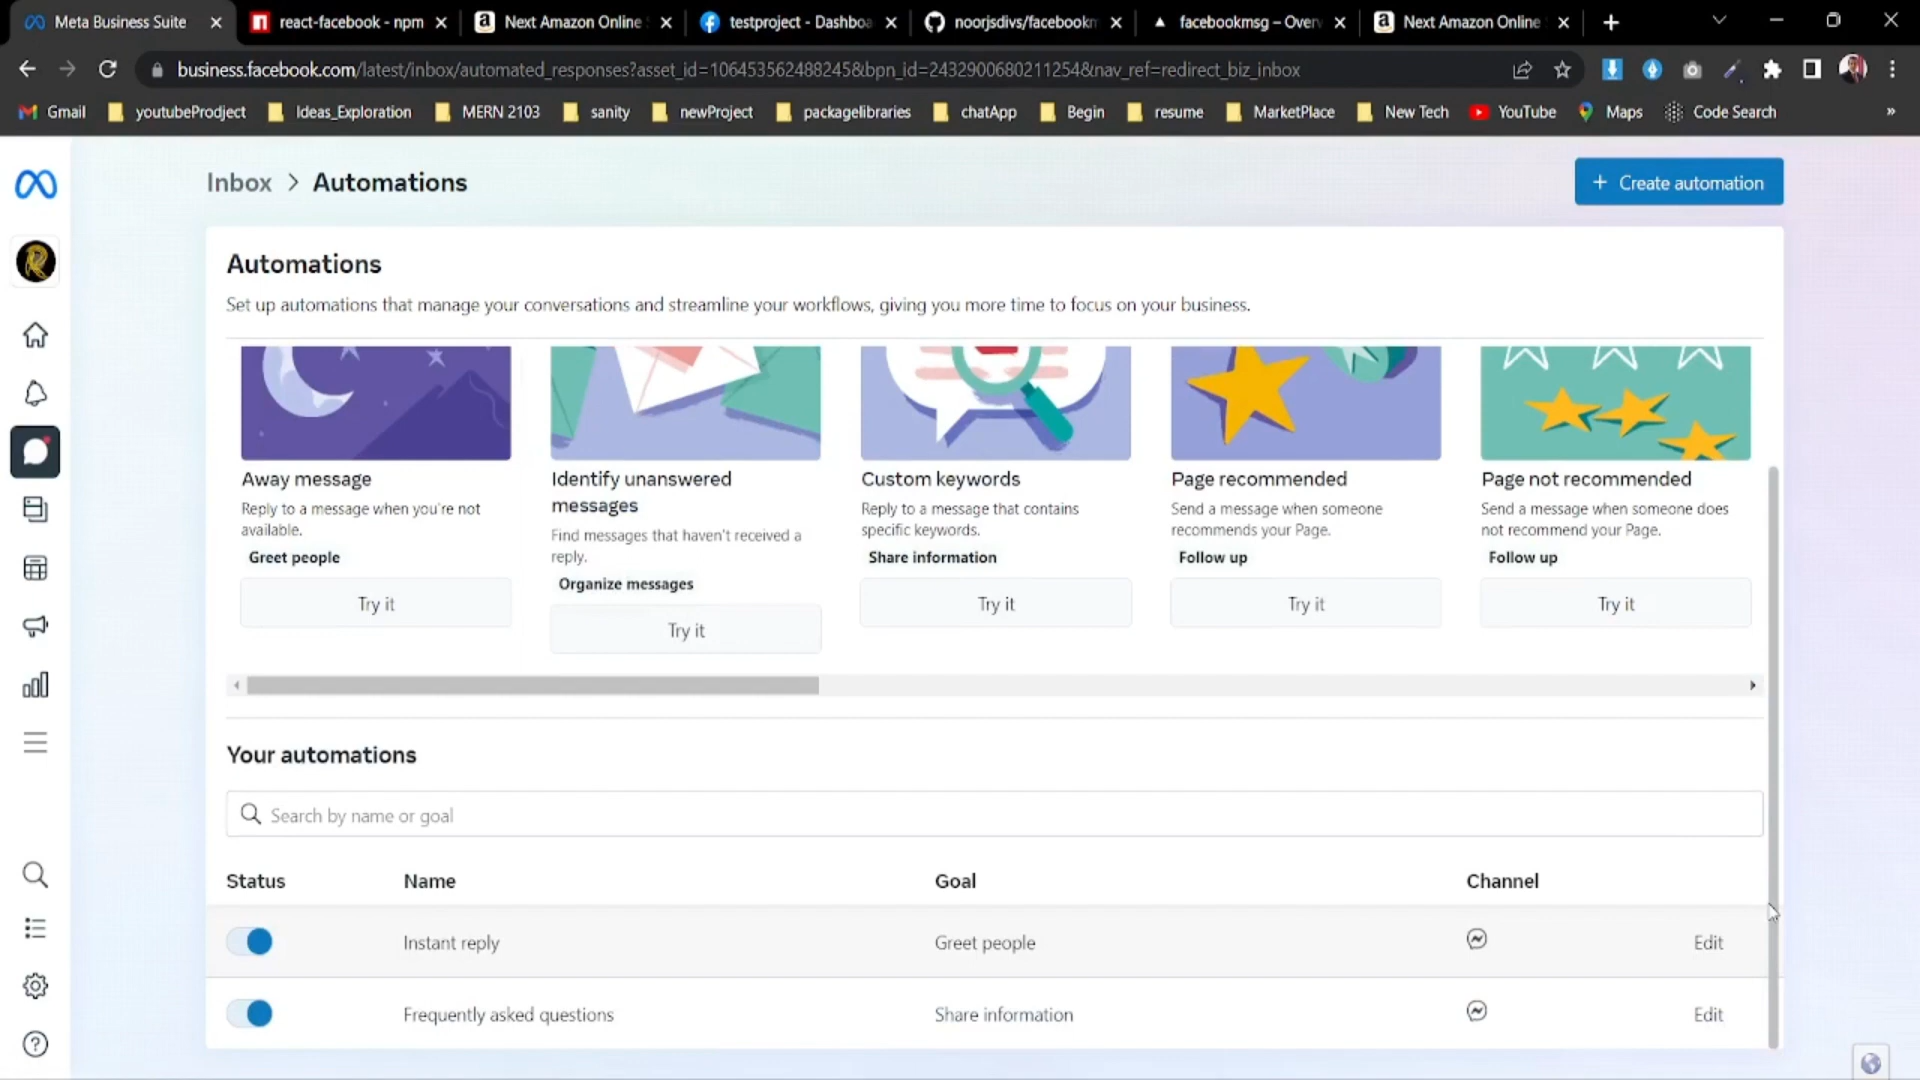 Meta Business Suite
react-facebook - npm
Next Amazon Online
testproject - Dashboa
noorjsdivs/facebookm
facebookmsg – Over
Next Amazon Online
business.facebook.com/latest/inbox/automated_responses?asset_id=106453562488245&bpn_id=2432900680211254&nav_ref=redirect_biz_inbox
Gmail
youtubeProdject
Ideas_Exploration
MERN 2103
sanity
newProject
packagelibraries
chatApp
Begin
resume
MarketPlace
New Tech
YouTube
Maps
Code Search
»
Inbox > Automations
+ Create automation
Automations
Set up automations that manage your conversations and streamline your workflows, giving you more time to focus on your business.
Away message
Reply to a message when you're not
available.
Greet people
Try it
Identify unanswered
messages
Find messages that haven't received a
reply.
Organize messages
Try it
Custom keywords
Reply to a message that contains
specific keywords.
Share information
Try it
Page recommended
Send a message when someone
recommends your Page.
Follow up
Try it
Page not recommended
Send a message when someone does
not recommend your Page.
Follow up
Try it
Your automations
Search by name or goal
Status Name Goal Channel
Instant reply Greet people Edit
Frequently asked questions Share information Edit